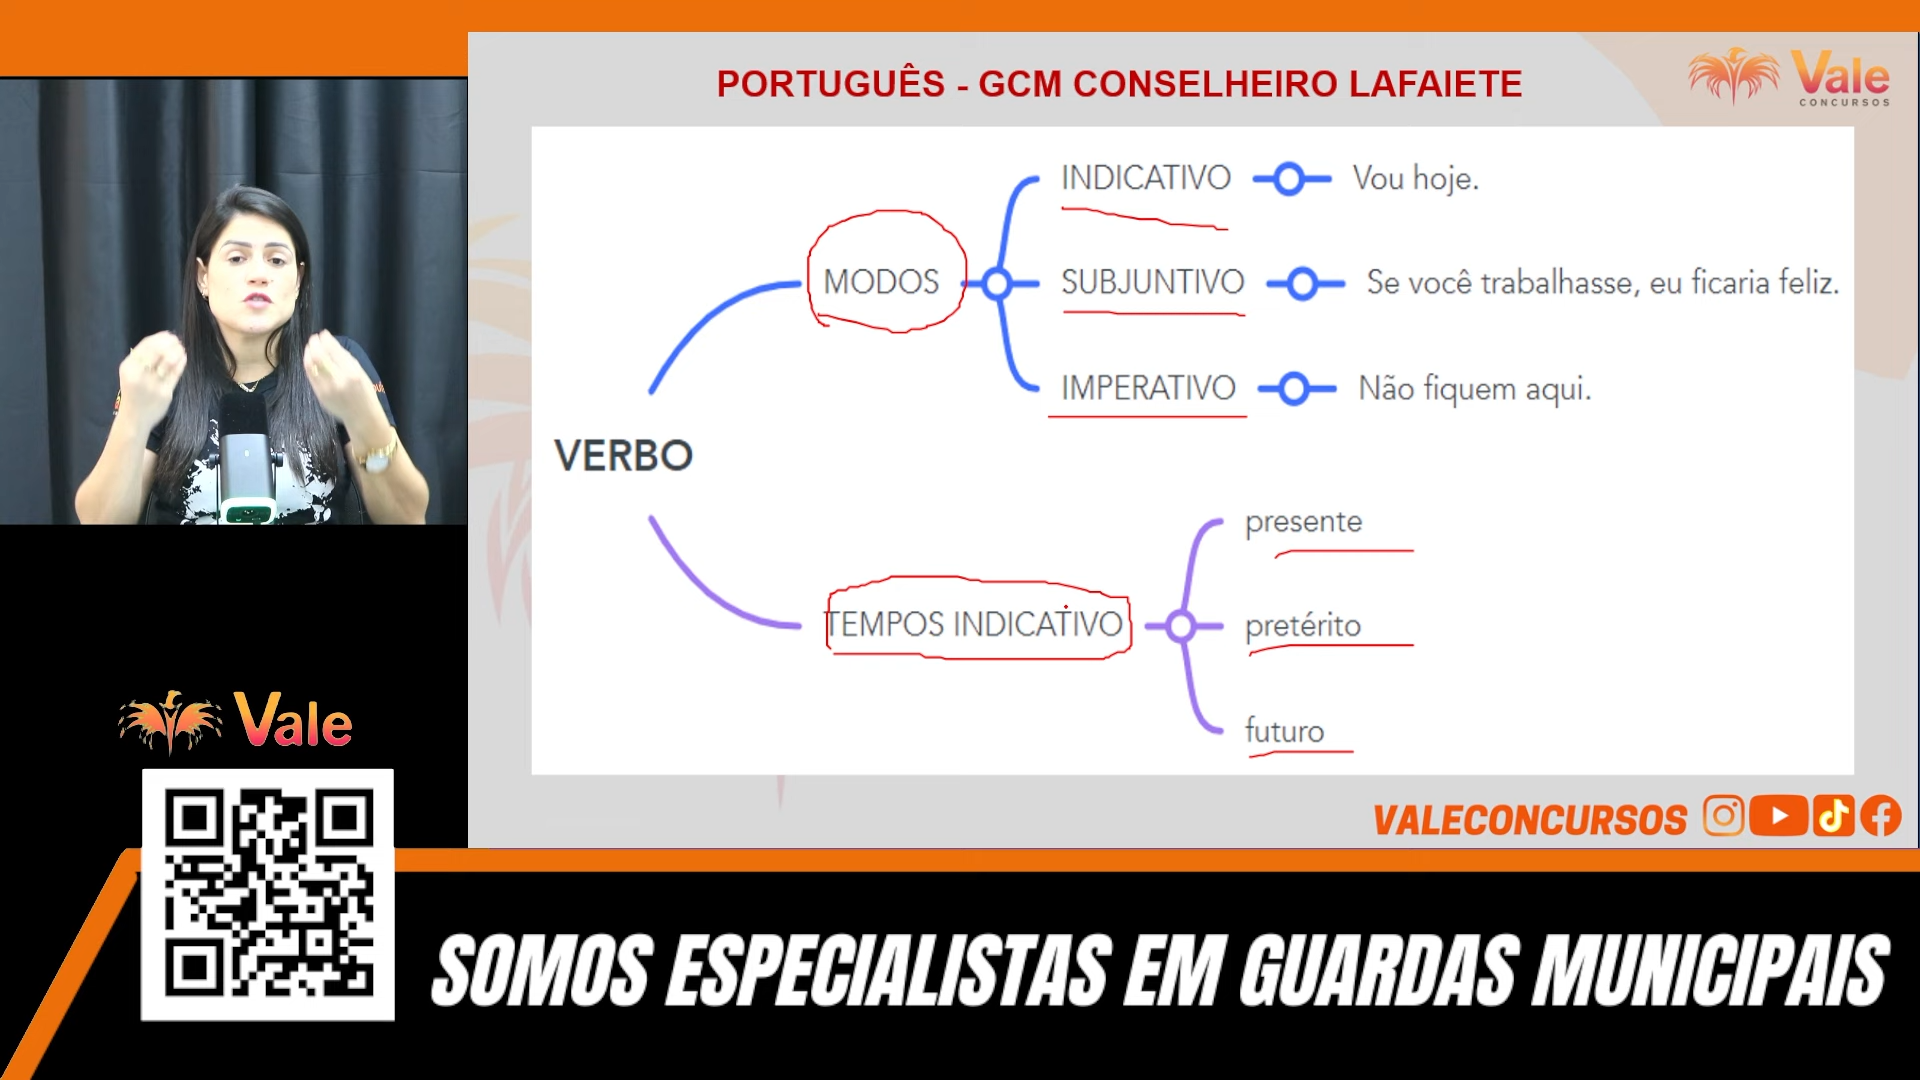 PORTUGUÊS - GCM CONSELHEIRO LAFAIETE
Vale
CONCURSOS
INDICATIVO Vou hoje.
MODOS SUBJUNTIVO Se você trabalhasse, eu ficaria feliz.
IMPERATIVO Não fiquem aqui.
VERBO
presente
TEMPOS INDICATIVO pretérito
futuro
Vale
VALECONCURSOS
SOMOS ESPECIALISTAS EM GUARDAS MUNICIPAIS